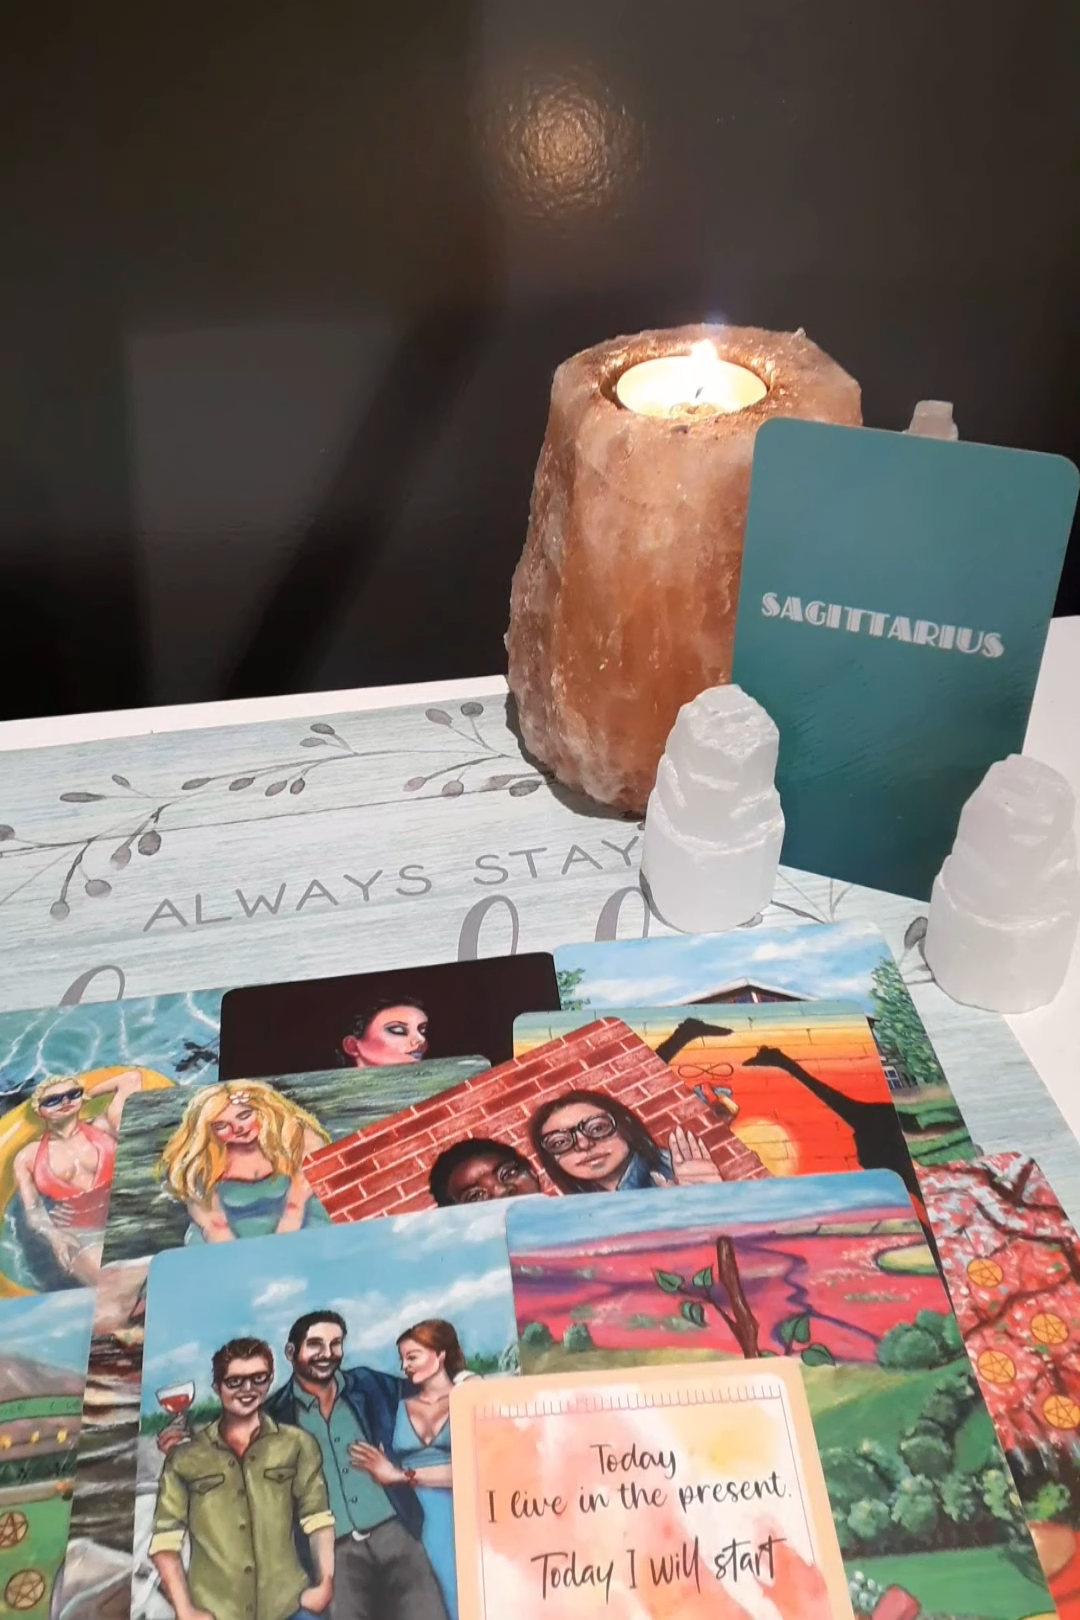 SAGITTARIUS
ALWAYS STAY
Today
I live in the present.
Today I will start